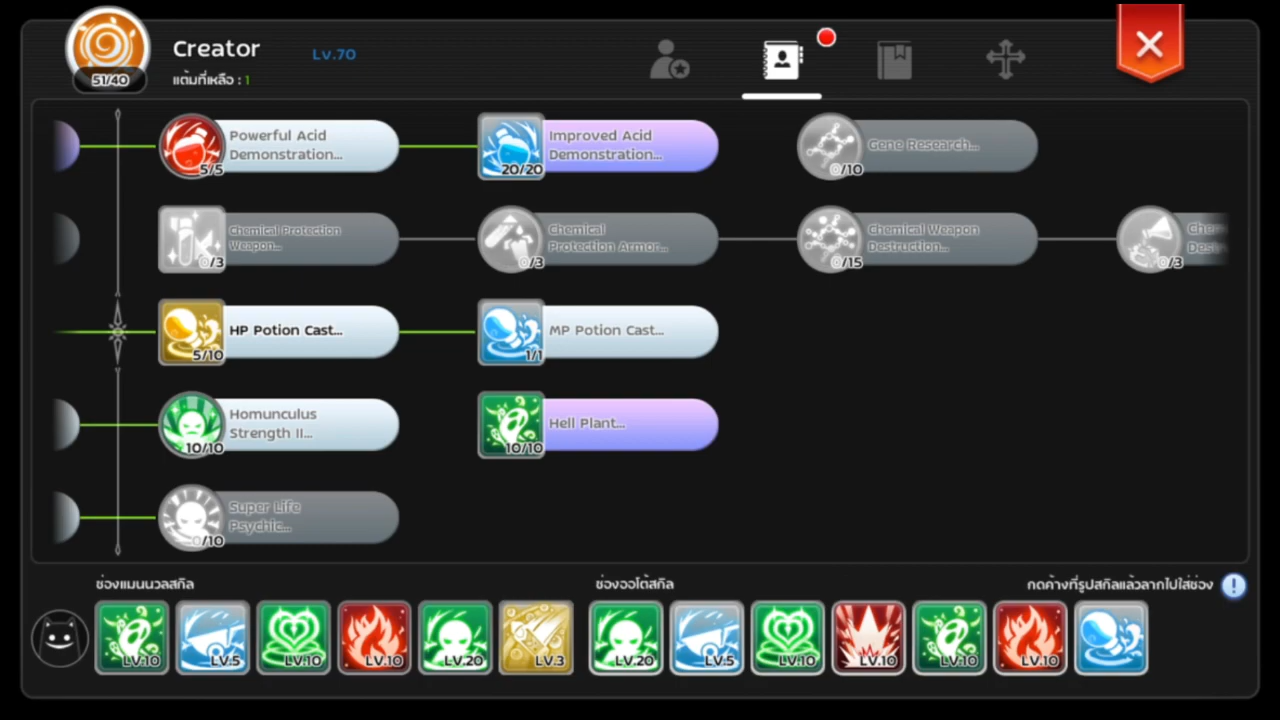 Creator
Lv.70
51/40
แต้มที่เหลือ : 1
Powerful Acid
Demonstration...
5/5
Improved Acid
Demonstration...
20/20
Gene Research...
0/10
Chemical Protection
Weapon...
0/3
Chemical
Protection Armor...
0/3
Chemical Weapon
Destruction...
0/15
0/3
HP Potion Cast...
5/10
MP Potion Cast...
1/1
Homunculus
Strength II...
10/10
Hell Plant...
10/10
Super Life
Psychic...
0/10
ช่องแมนนวลสกิล
ช่องออโต้สกิล
กดค้างที่รูปสกิลแล้วลากไปใส่ช่อง
LV.10 LV.5 LV.10 LV.10 LV.20 LV.3 LV.20 LV.5 LV.10 LV.10 LV.10 LV.10